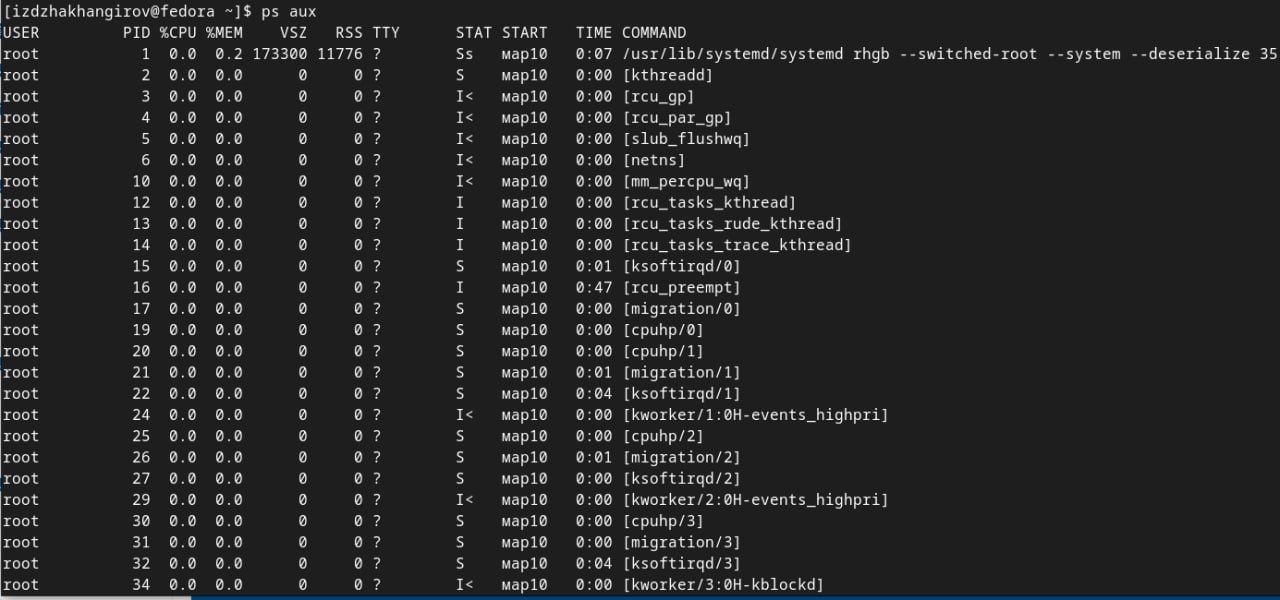 [izdzhakhangirov@fedora ~]$ ps aux
USER         PID %CPU %MEM    VSZ   RSS TTY      STAT START   TIME COMMAND
root           1  0.0  0.2 173300 11776 ?        Ss   мар10   0:07 /usr/lib/systemd/systemd rhgb --switched-root --system --deserialize 35
root           2  0.0  0.0      0     0 ?        S    мар10   0:00 [kthreadd]
root           3  0.0  0.0      0     0 ?        I<   мар10   0:00 [rcu_gp]
root           4  0.0  0.0      0     0 ?        I<   мар10   0:00 [rcu_par_gp]
root           5  0.0  0.0      0     0 ?        I<   мар10   0:00 [slub_flushwq]
root           6  0.0  0.0      0     0 ?        I<   мар10   0:00 [netns]
root          10  0.0  0.0      0     0 ?        I<   мар10   0:00 [mm_percpu_wq]
root          12  0.0  0.0      0     0 ?        I    мар10   0:00 [rcu_tasks_kthread]
root          13  0.0  0.0      0     0 ?        I    мар10   0:00 [rcu_tasks_rude_kthread]
root          14  0.0  0.0      0     0 ?        I    мар10   0:00 [rcu_tasks_trace_kthread]
root          15  0.0  0.0      0     0 ?        S    мар10   0:01 [ksoftirqd/0]
root          16  0.0  0.0      0     0 ?        I    мар10   0:47 [rcu_preempt]
root          17  0.0  0.0      0     0 ?        S    мар10   0:00 [migration/0]
root          19  0.0  0.0      0     0 ?        S    мар10   0:00 [cpuhp/0]
root          20  0.0  0.0      0     0 ?        S    мар10   0:00 [cpuhp/1]
root          21  0.0  0.0      0     0 ?        S    мар10   0:01 [migration/1]
root          22  0.0  0.0      0     0 ?        S    мар10   0:04 [ksoftirqd/1]
root          24  0.0  0.0      0     0 ?        I<   мар10   0:00 [kworker/1:0H-events_highpri]
root          25  0.0  0.0      0     0 ?        S    мар10   0:00 [cpuhp/2]
root          26  0.0  0.0      0     0 ?        S    мар10   0:01 [migration/2]
root          27  0.0  0.0      0     0 ?        S    мар10   0:00 [ksoftirqd/2]
root          29  0.0  0.0      0     0 ?        I<   мар10   0:00 [kworker/2:0H-events_highpri]
root          30  0.0  0.0      0     0 ?        S    мар10   0:00 [cpuhp/3]
root          31  0.0  0.0      0     0 ?        S    мар10   0:00 [migration/3]
root          32  0.0  0.0      0     0 ?        S    мар10   0:04 [ksoftirqd/3]
root          34  0.0  0.0      0     0 ?        I<   мар10   0:00 [kworker/3:0H-kblockd]